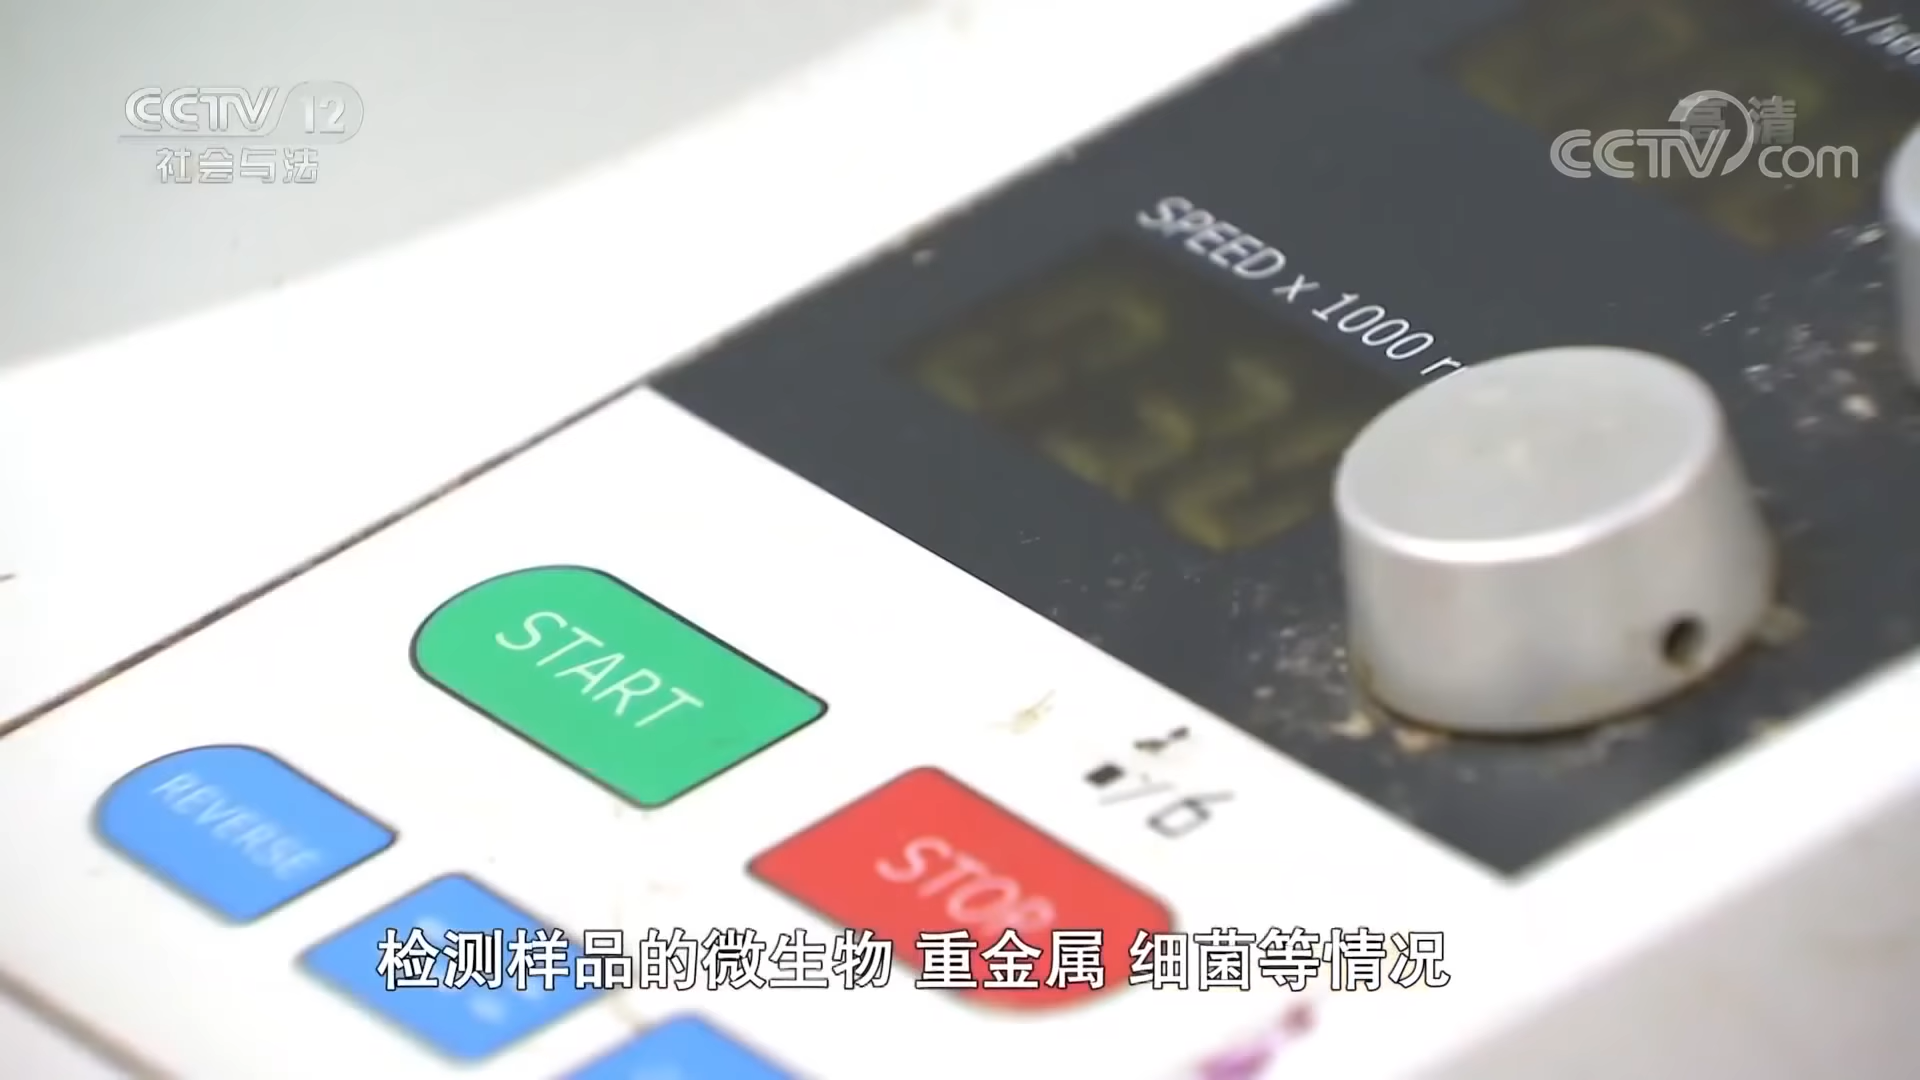 CCTV 12
社会与法
高清
CCTV.com
SPEED x 1000 r
START
REVERSE
STOP
检测样品的微生物 重金属 细菌等情况